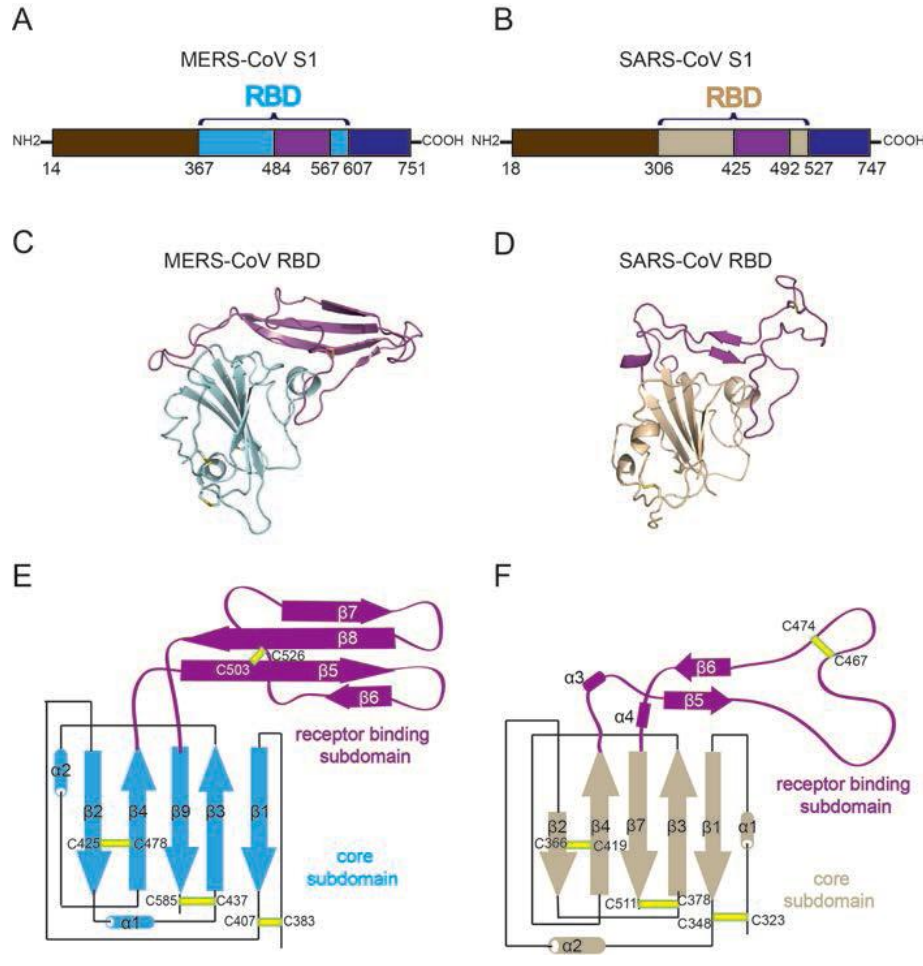 A
MERS-CoV S1
RBD
NH2
COOH
14
367
484
567
607
751
B
SARS-CoV S1
RBD
NH2
COOH
18
306
425
492
527
747
C
MERS-CoV RBD
D
SARS-CoV RBD
E
β7
β8
C526
C503
β5
β6
receptor binding
subdomain
α2
β2
β4
β9
β3
β1
C425
C478
core
subdomain
C585
C437
C407
C383
α1
F
C474
C467
β6
α3
β5
α4
receptor binding
subdomain
β2
β4
β7
β3
β1
α1
C366
C419
core
subdomain
C511
C378
C348
C323
α2